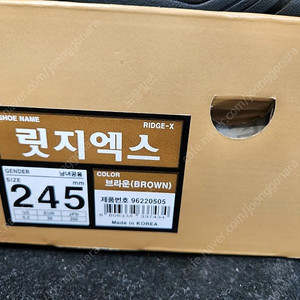 SHOE NAME
RIDGE-X
릿지엑스
GENDER 남녀공용
SIZE mm
245
COLOR
브라운(BROWN)
제품번호 96220505
Made in KOREA